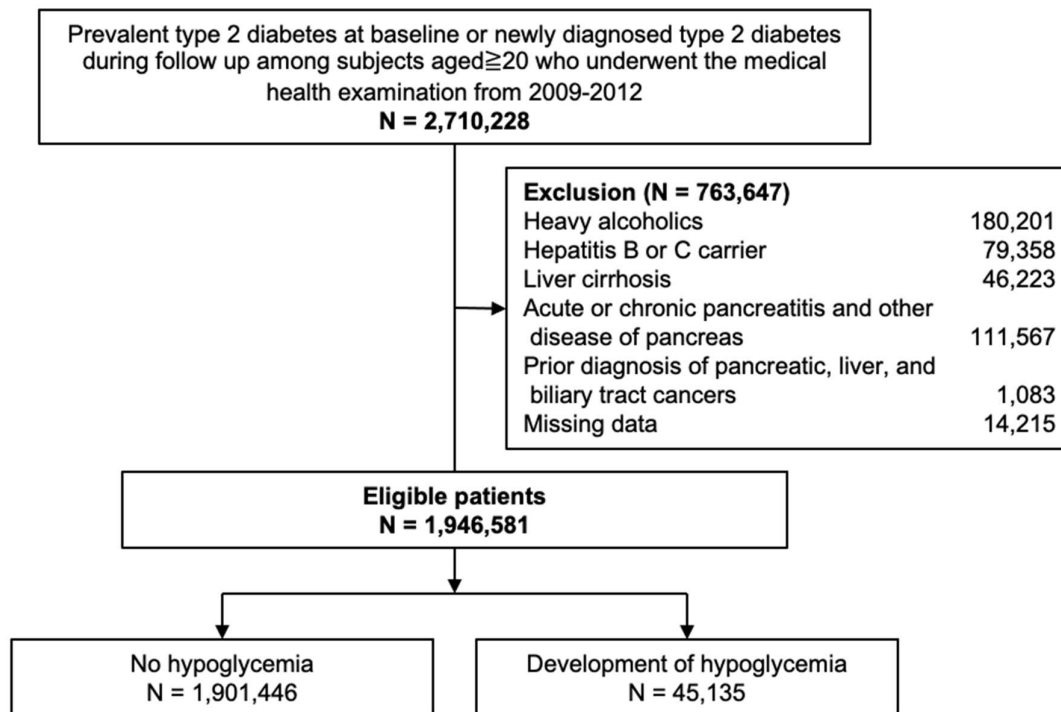 Prevalent type 2 diabetes at baseline or newly diagnosed type 2 diabetes
during follow up among subjects aged≧20 who underwent the medical
health examination from 2009-2012
N = 2,710,228
Exclusion (N = 763,647)
Heavy alcoholics 180,201
Hepatitis B or C carrier 79,358
Liver cirrhosis 46,223
Acute or chronic pancreatitis and other
disease of pancreas 111,567
Prior diagnosis of pancreatic, liver, and
biliary tract cancers 1,083
Missing data 14,215
Eligible patients
N = 1,946,581
No hypoglycemia
N = 1,901,446
Development of hypoglycemia
N = 45,135